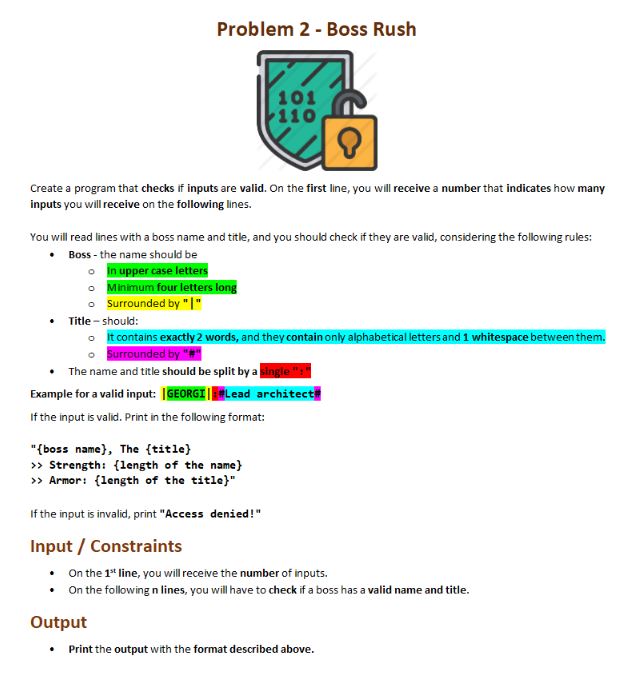 Problem 2 - Boss Rush
101
110
Create a program that checks if inputs are valid. On the first line, you will receive a number that indicates how many
inputs you will receive on the following lines.
You will read lines with a boss name and title, and you should check if they are valid, considering the following rules:
• Boss - the name should be
o In upper case letters
o Minimum four letters long
o Surrounded by "|"
• Title – should:
o It contains exactly 2 words, and they contain only alphabetical letters and 1 whitespace between them.
o Surrounded by "#"
• The name and title should be split by a single ":"
Example for a valid input: |GEORGI|:#Lead architect#
If the input is valid. Print in the following format:
"{boss name}, The {title}
>> Strength: {length of the name}
>> Armor: {length of the title}"
If the input is invalid, print "Access denied!"
Input / Constraints
• On the 1st line, you will receive the number of inputs.
• On the following n lines, you will have to check if a boss has a valid name and title.
Output
• Print the output with the format described above.